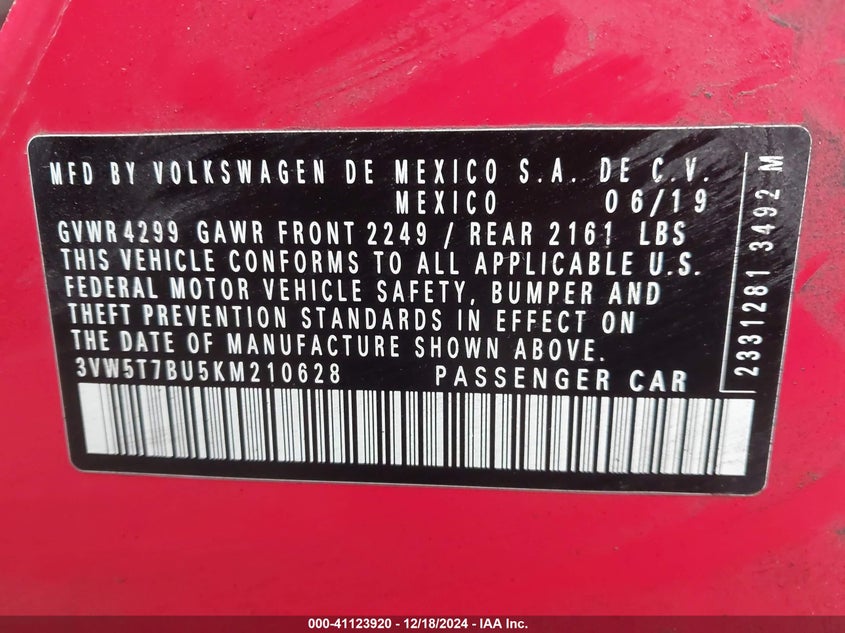 MFD BY VOLKSWAGEN DE MEXICO S.A. DE C.V.
MEXICO 06/19
GVWR 4299 GAWR FRONT 2249 / REAR 2161 LBS
THIS VEHICLE CONFORMS TO ALL APPLICABLE U.S.
FEDERAL MOTOR VEHICLE SAFETY, BUMPER AND
THEFT PREVENTION STANDARDS IN EFFECT ON
THE DATE OF MANUFACTURE SHOWN ABOVE.
3VW5T7BU5KM210628 PASSENGER CAR
2331281 3492 M
000-41123920 - 12/18/2024 - IAA Inc.